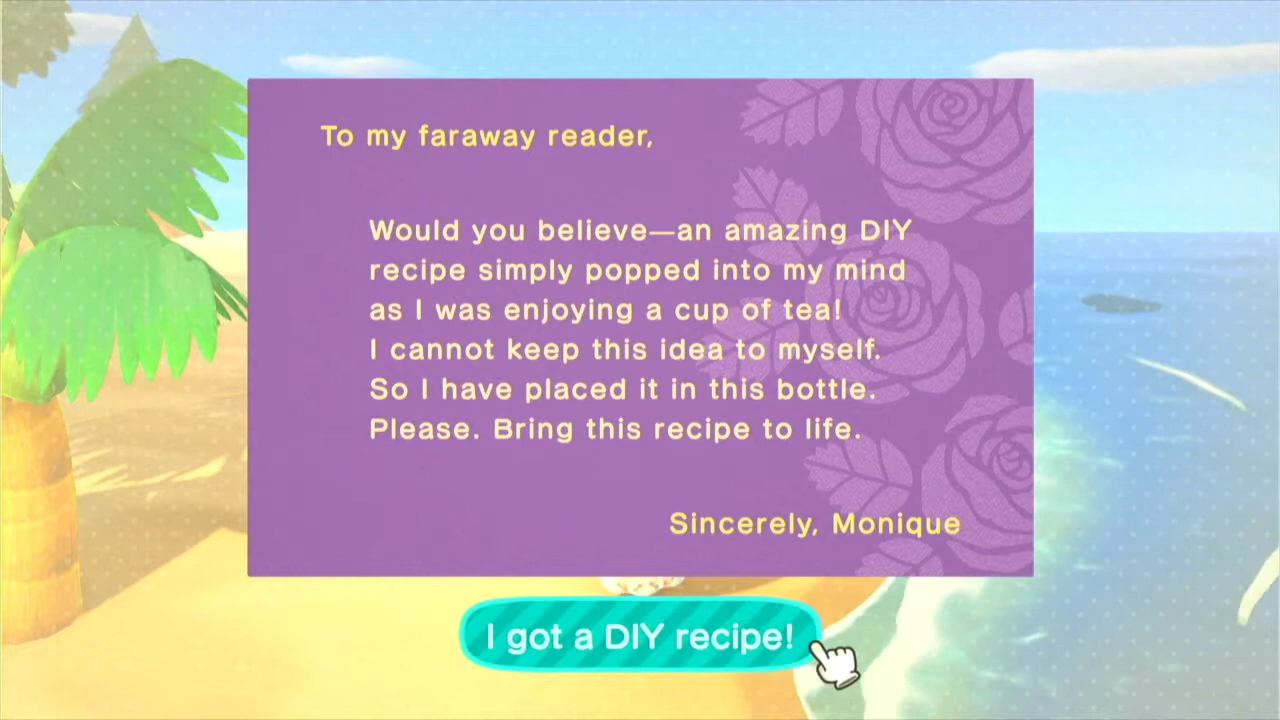 To my faraway reader,
Would you believe—an amazing DIY
recipe simply popped into my mind
as I was enjoying a cup of tea!
I cannot keep this idea to myself.
So I have placed it in this bottle.
Please. Bring this recipe to life.
Sincerely, Monique
I got a DIY recipe!